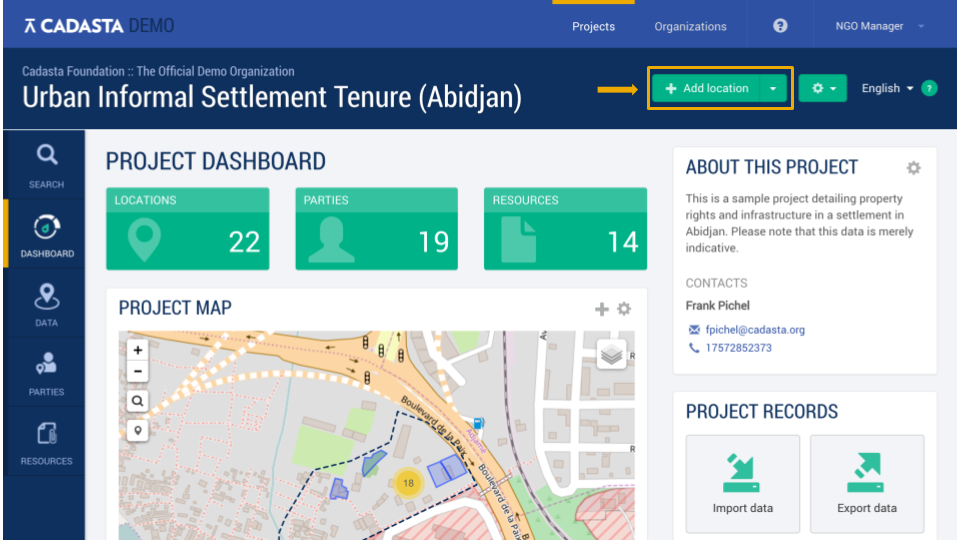 CADASTA DEMO
Projects
Organizations
?
NGO Manager
Cadasta Foundation :: The Official Demo Organization
Urban Informal Settlement Tenure (Abidjan)
+ Add location
English
?
SEARCH
DASHBOARD
DATA
PARTIES
RESOURCES
PROJECT DASHBOARD
LOCATIONS
22
PARTIES
19
RESOURCES
14
PROJECT MAP
+
-
Boulevard de la Paix
Adjamé
Boulevard de la Paix
18
R
R
ABOUT THIS PROJECT
This is a sample project detailing property
rights and infrastructure in a settlement in
Abidjan. Please note that this data is merely
indicative.
CONTACTS
Frank Pichel
fpichel@cadasta.org
17572852373
PROJECT RECORDS
Import data
Export data